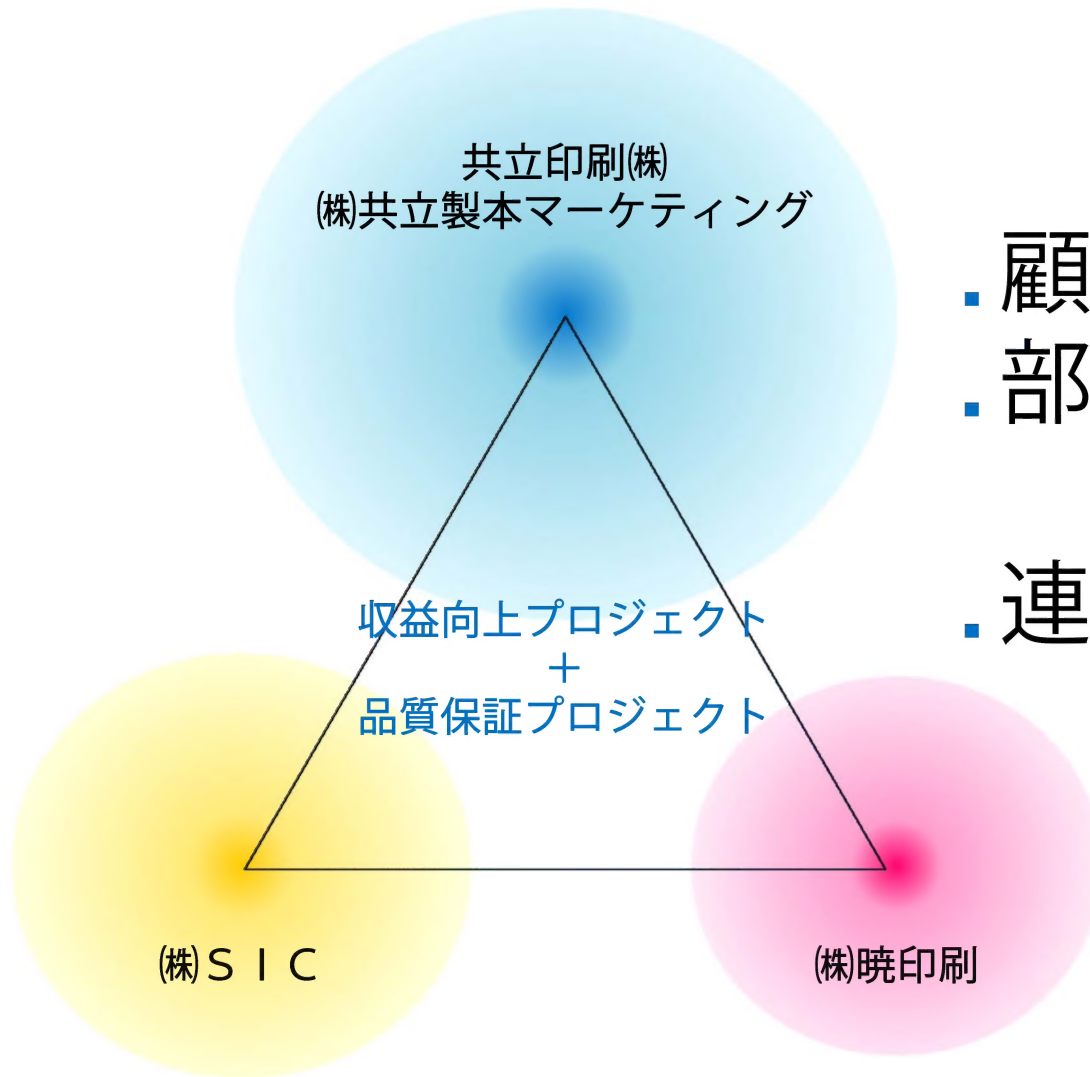 共立印刷㈱
㈱共立製本マーケティング
. 顧
. 部
. 連
収益向上プロジェクト
＋
品質保証プロジェクト
㈱ＳＩＣ
㈱暁印刷